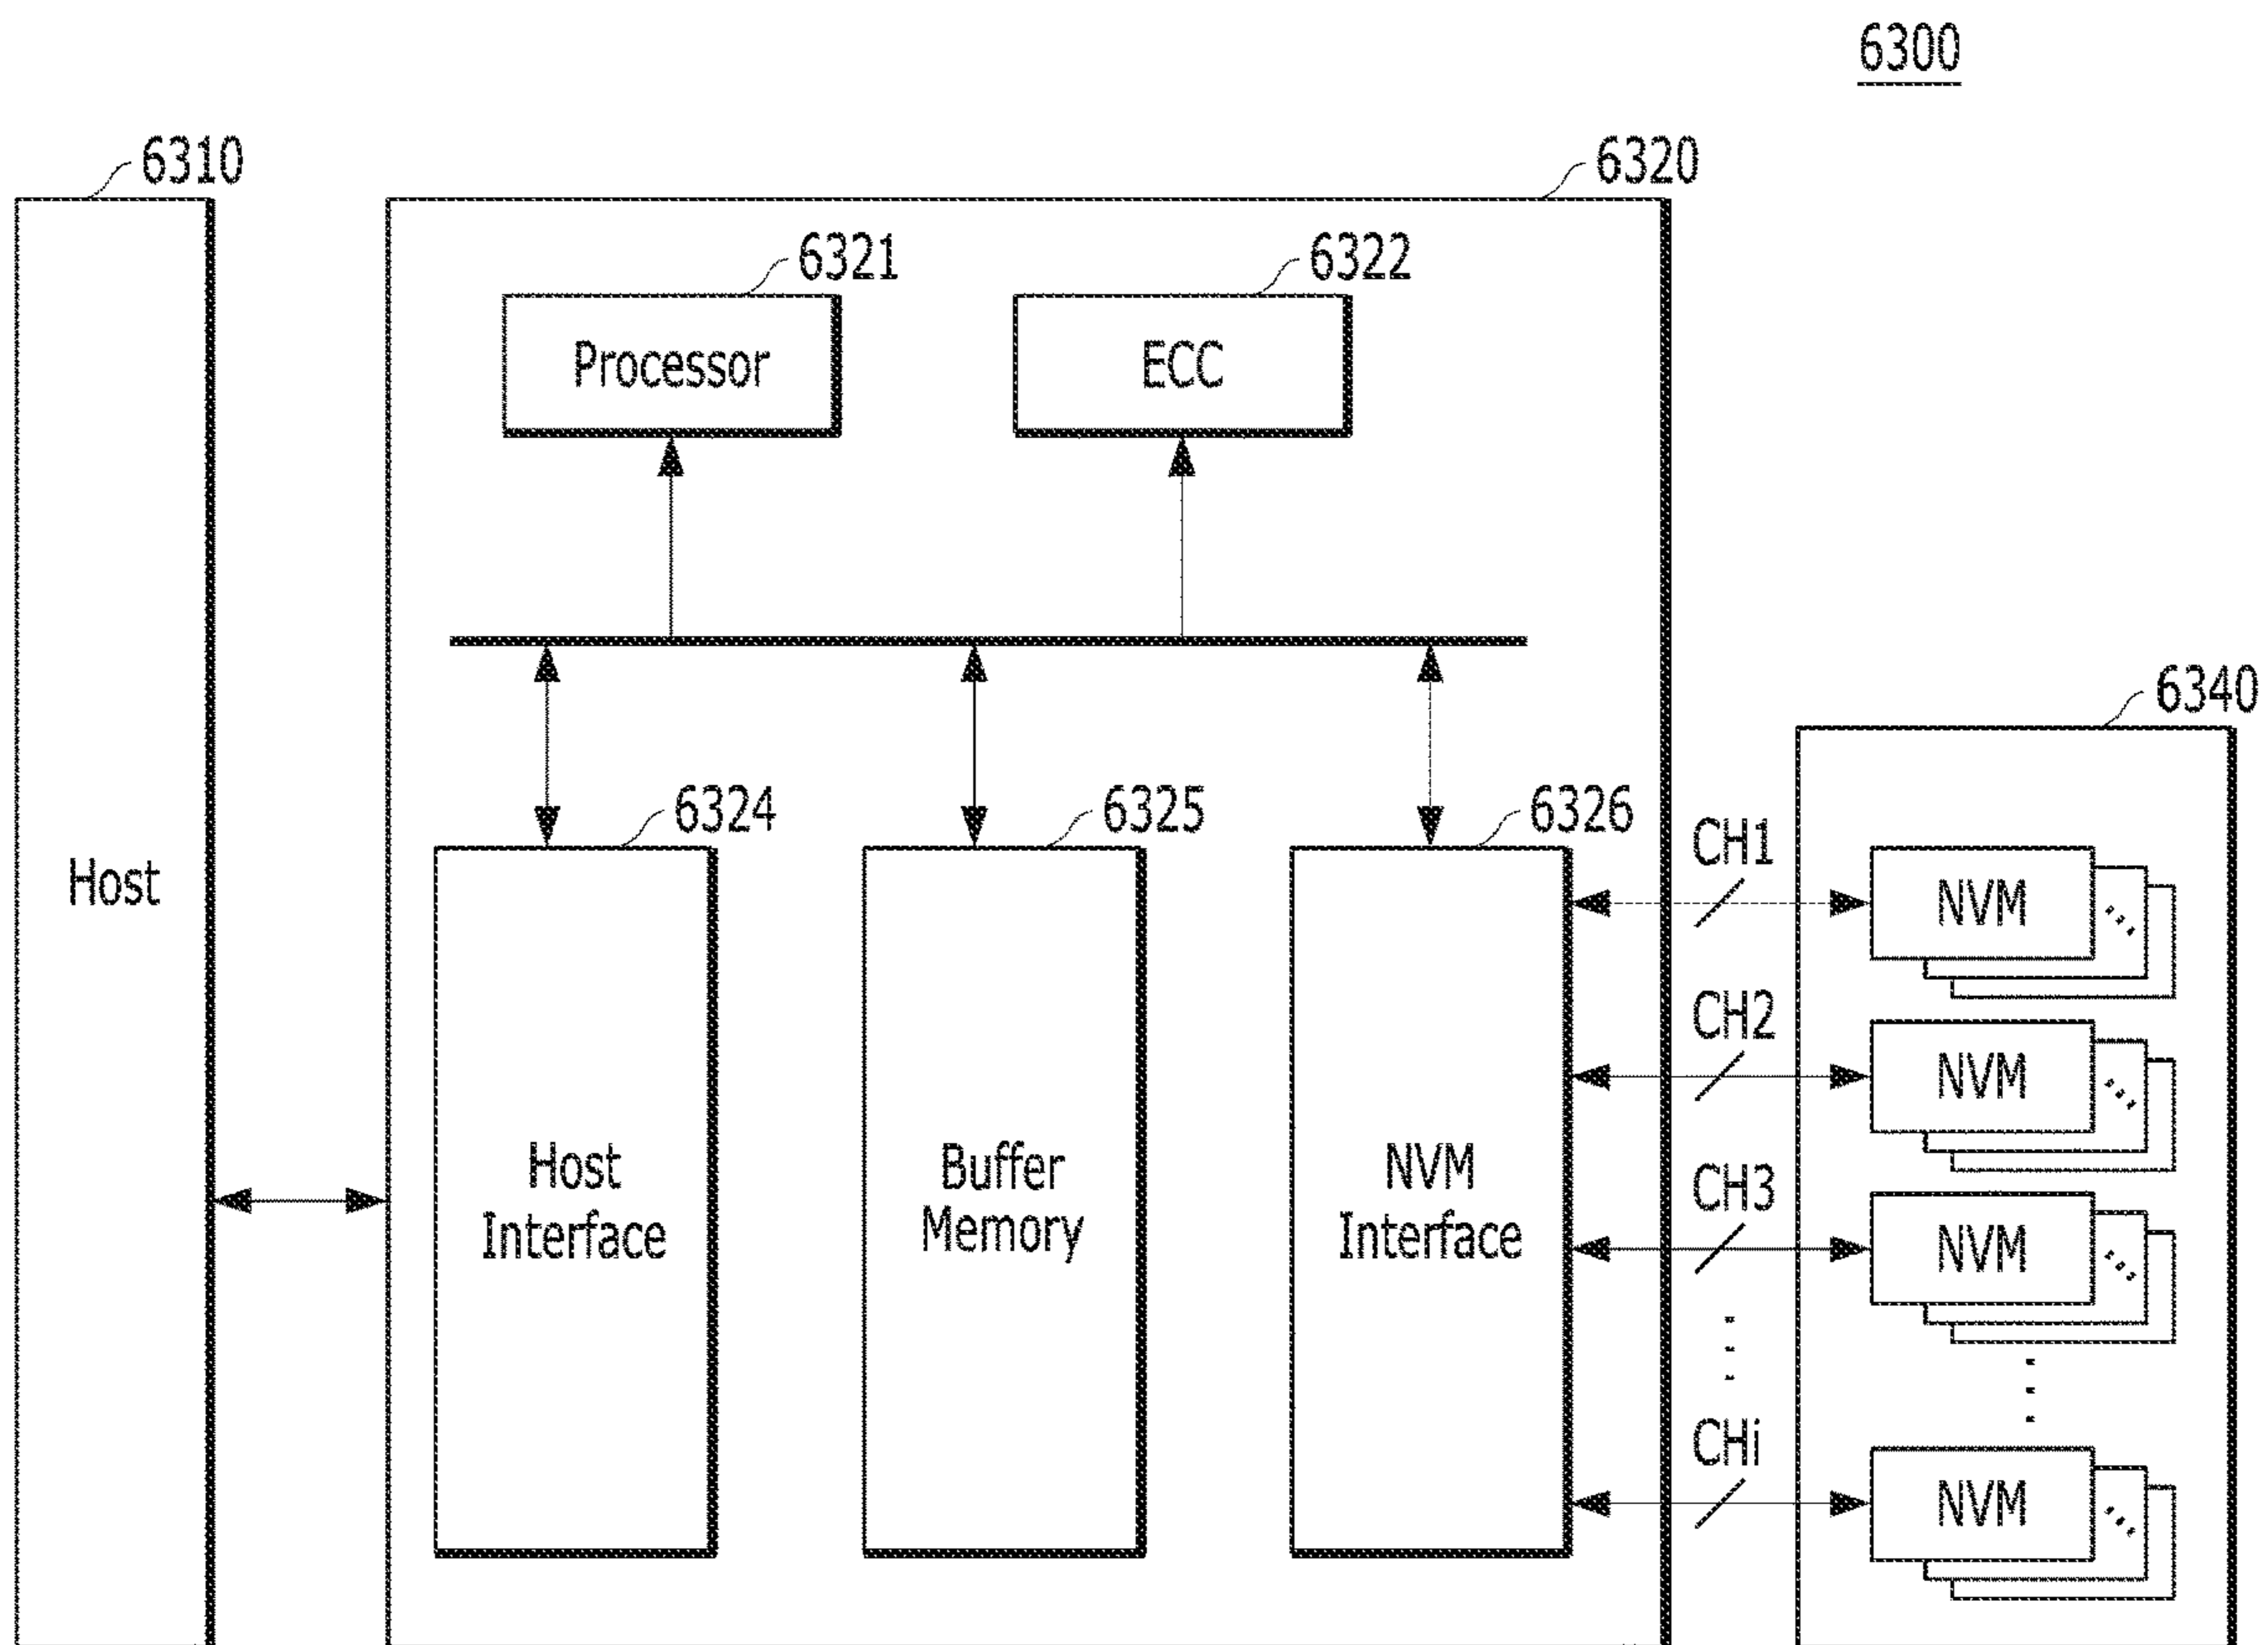 6300
6310
6320
6321
6322
Processor
ECC
6340
6324
6325
6326
CH1
Host
NVM
CH2
NVM
Host
Interface
Buffer
Memory
NVM
Interface
CH3
NVM
CHi
NVM